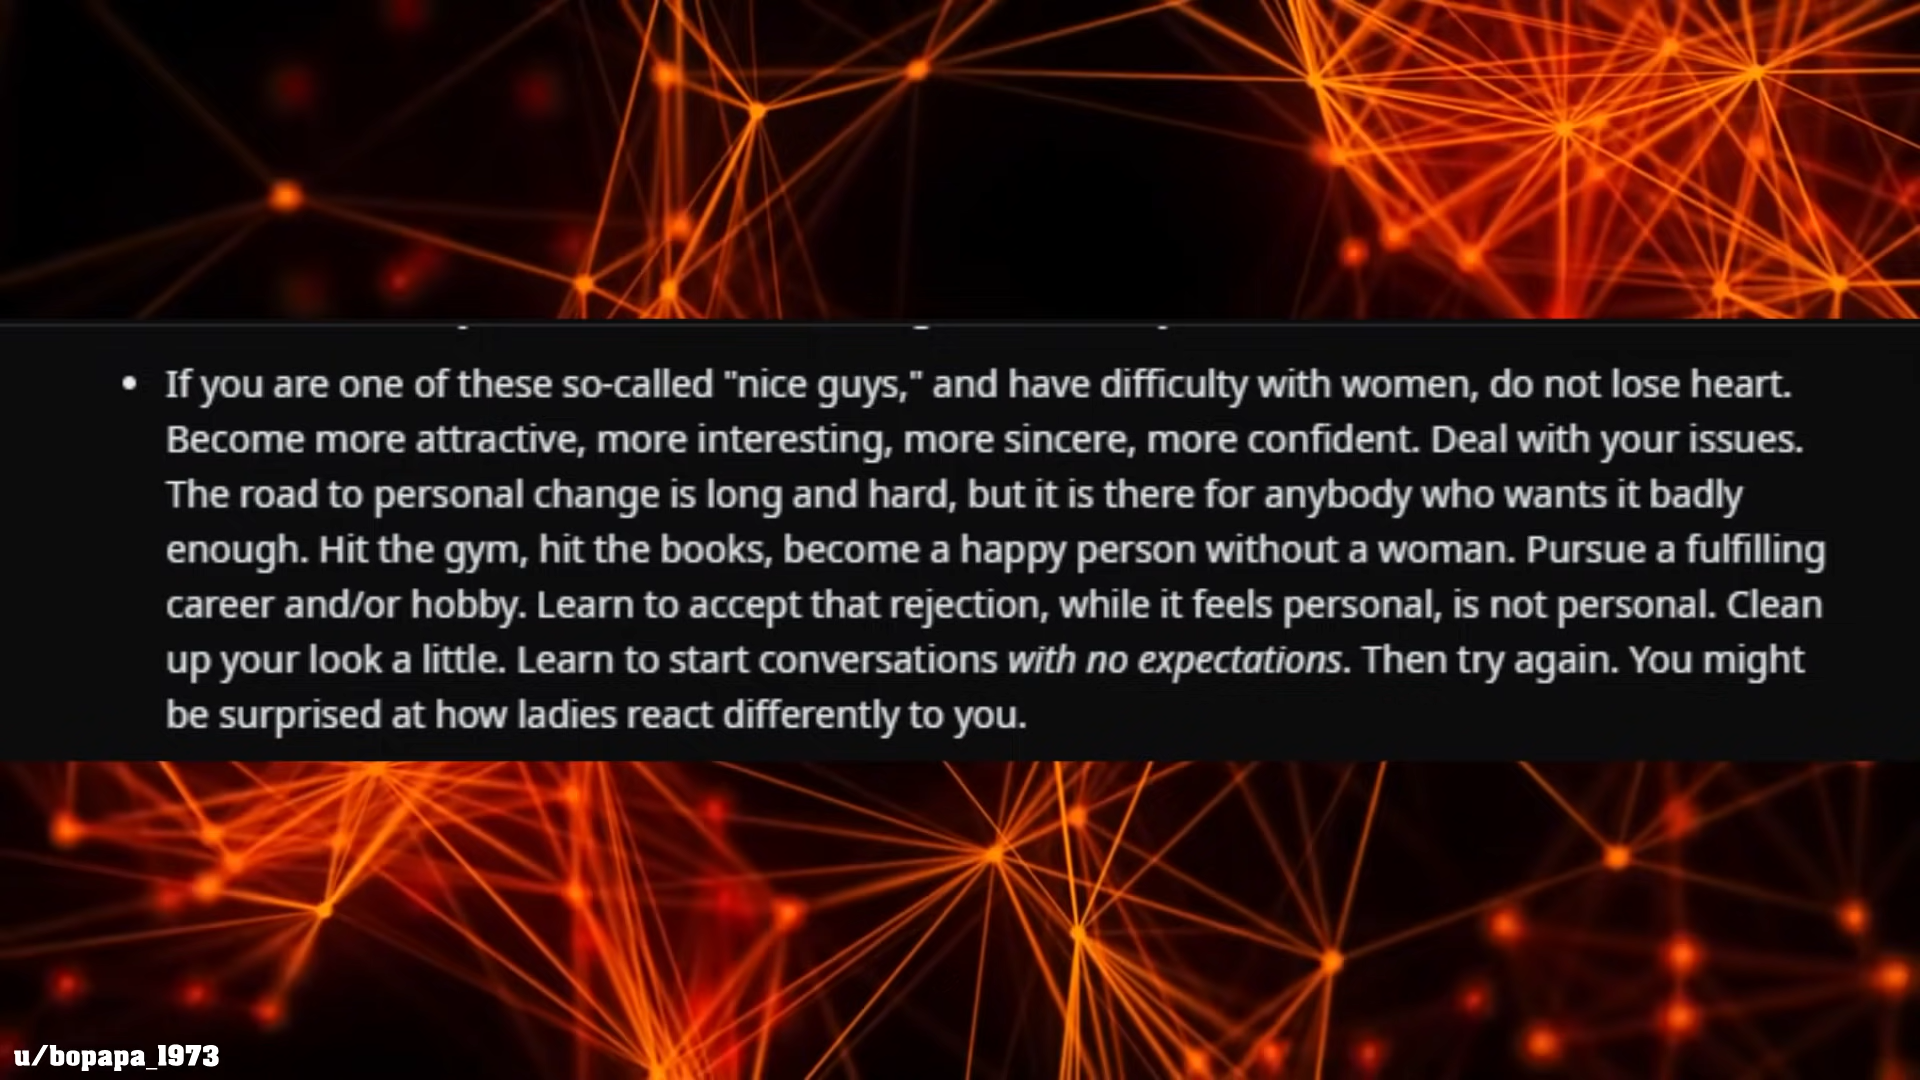 • If you are one of these so-called "nice guys," and have difficulty with women, do not lose heart.
Become more attractive, more interesting, more sincere, more confident. Deal with your issues.
The road to personal change is long and hard, but it is there for anybody who wants it badly
enough. Hit the gym, hit the books, become a happy person without a woman. Pursue a fulfilling
career and/or hobby. Learn to accept that rejection, while it feels personal, is not personal. Clean
up your look a little. Learn to start conversations with no expectations. Then try again. You might
be surprised at how ladies react differently to you.
u/bopapa_1973